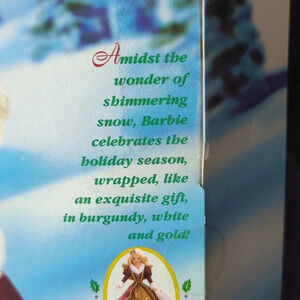 Amidst the
wonder of
shimmering
snow, Barbie
celebrates the
holiday season,
wrapped, like
an exquisite gift,
in burgundy, white
and gold!